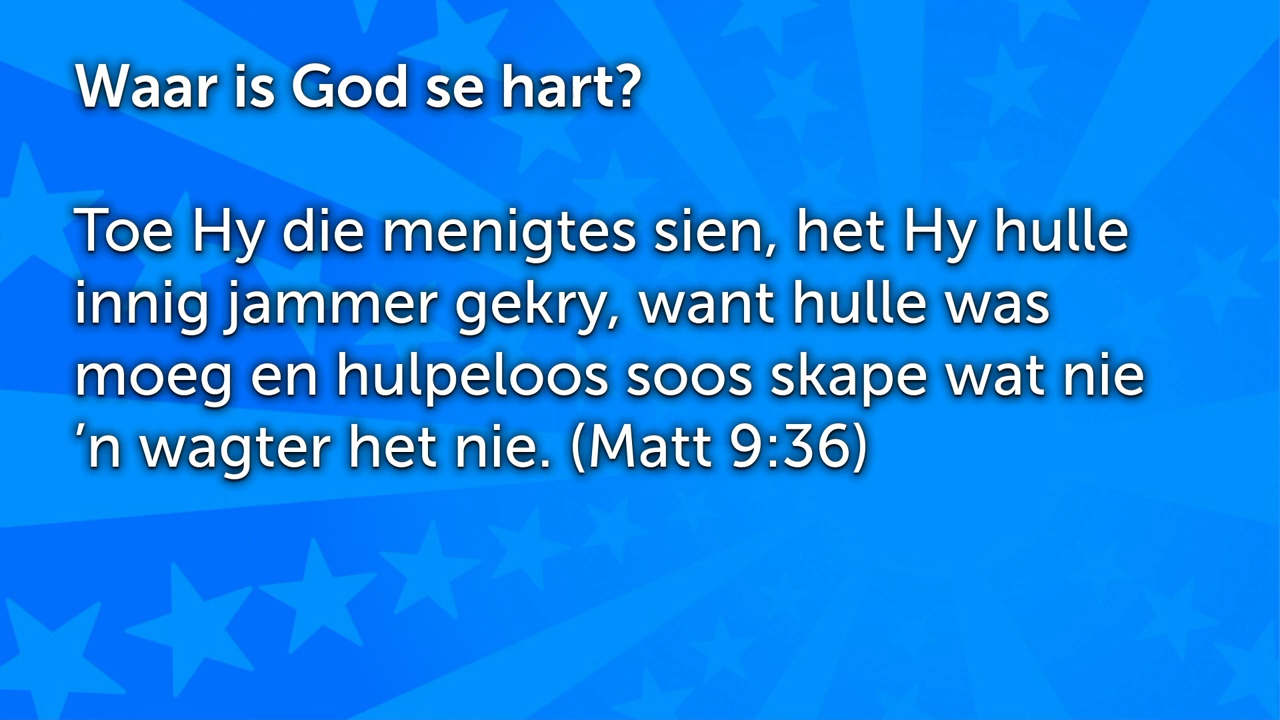 Waar is God se hart?
Toe Hy die menigtes sien, het Hy hulle
innig jammer gekry, want hulle was
moeg en hulpeloos soos skape wat nie
’n wagter het nie. (Matt 9:36)